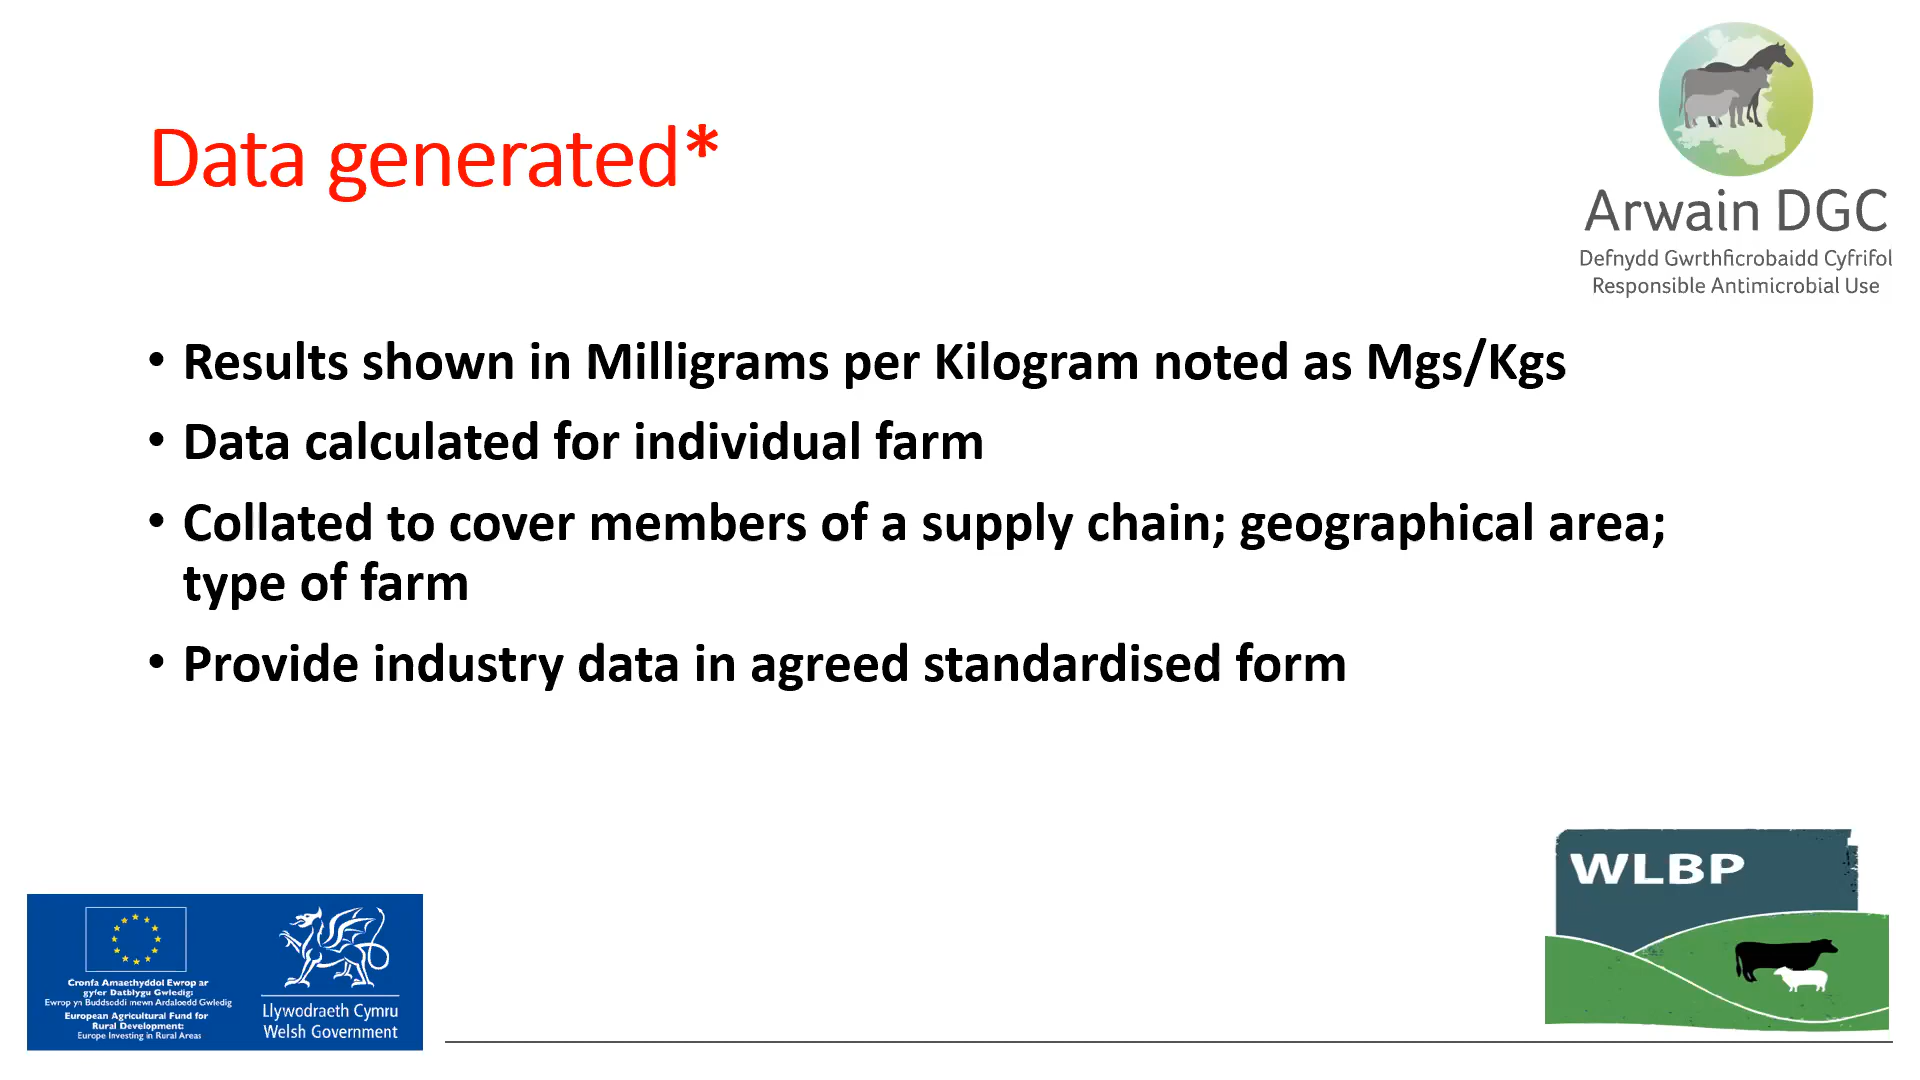 Data generated*
Arwain DGC
Defnydd Gwrthficrobaidd Cyfrifol
Responsible Antimicrobial Use
• Results shown in Milligrams per Kilogram noted as Mgs/Kgs
• Data calculated for individual farm
• Collated to cover members of a supply chain; geographical area;
type of farm
• Provide industry data in agreed standardised form
WLBP
Cronfa Amaethyddol Ewrop ar
gyfer Datblygu Gwledig:
Ewrop yn Buddsoddi mewn Ardaloedd Gwledig
European Agricultural Fund for
Rural Development:
Europe Investing in Rural Areas
Llywodraeth Cymru
Welsh Government